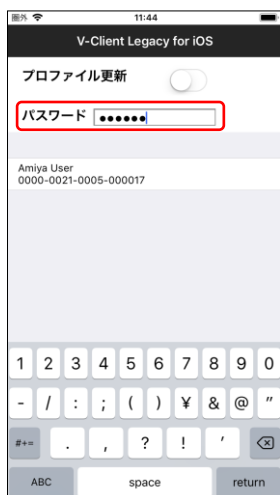 圏外 11:44
V-Client Legacy for iOS
プロファイル更新
パスワード ●●●●●●
Amiya User
0000-0021-0005-000017
1 2 3 4 5 6 7 8 9 0
- / : ; ( ) ¥ & @ "
#+= . , ? ! '
ABC space return